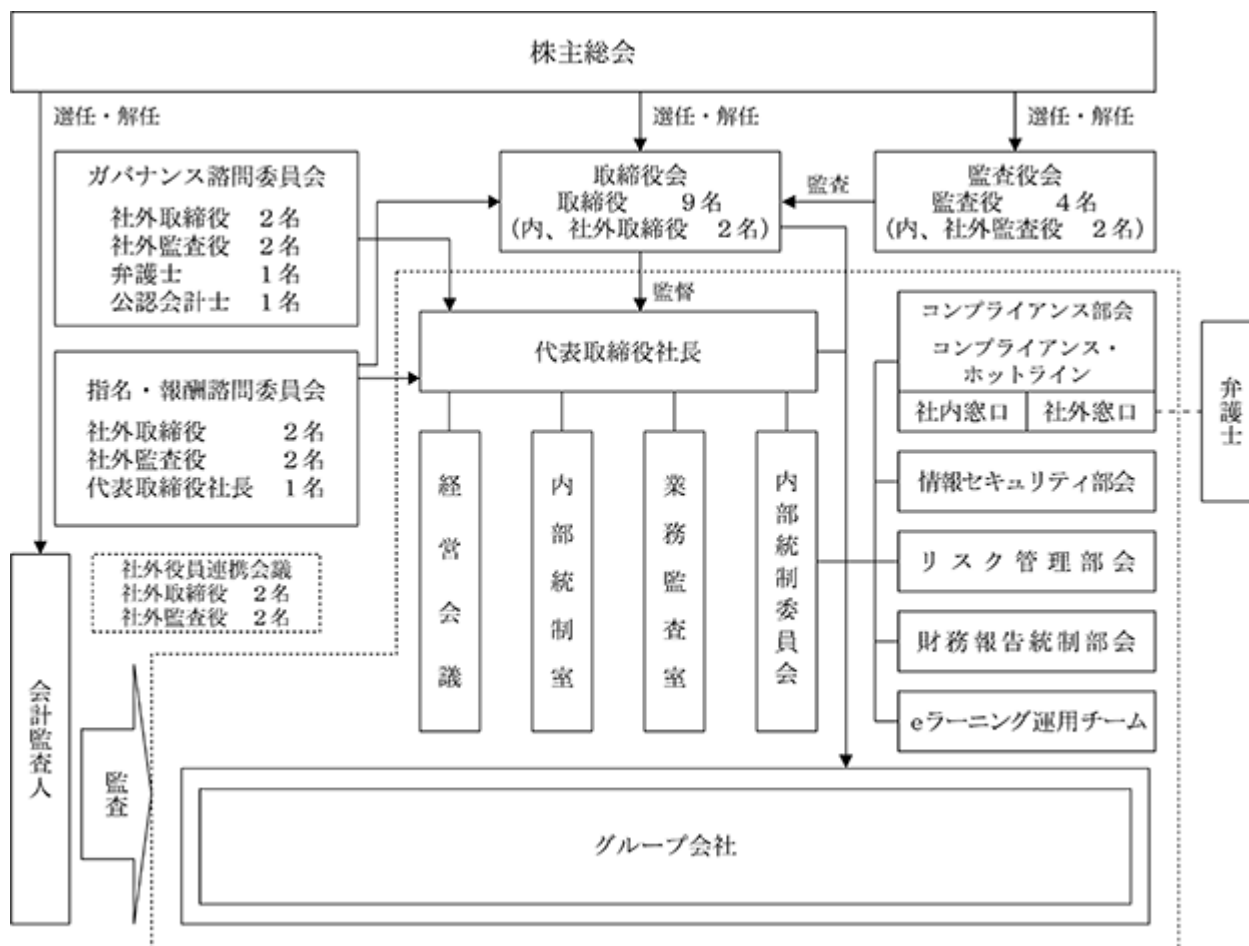 株主総会
選任・解任
選任・解任
選任・解任
ガバナンス諮問委員会
社外取締役 2名
社外監査役 2名
弁護士 1名
公認会計士 1名
取締役会
取締役 9名
(内、社外取締役 2名)
監査
監査役会
監査役 4名
(内、社外監査役 2名)
監督
代表取締役社長
指名・報酬諮問委員会
社外取締役 2名
社外監査役 2名
代表取締役社長 1名
コンプライアンス部会
コンプライアンス・
ホットライン
社内窓口
社外窓口
弁護士
経営会議
内部統制室
業務監査室
内部統制委員会
情報セキュリティ部会
リスク管理部会
財務報告統制部会
eラーニング運用チーム
社外役員連携会議
社外取締役 2名
社外監査役 2名
会計監査人
監査
グループ会社